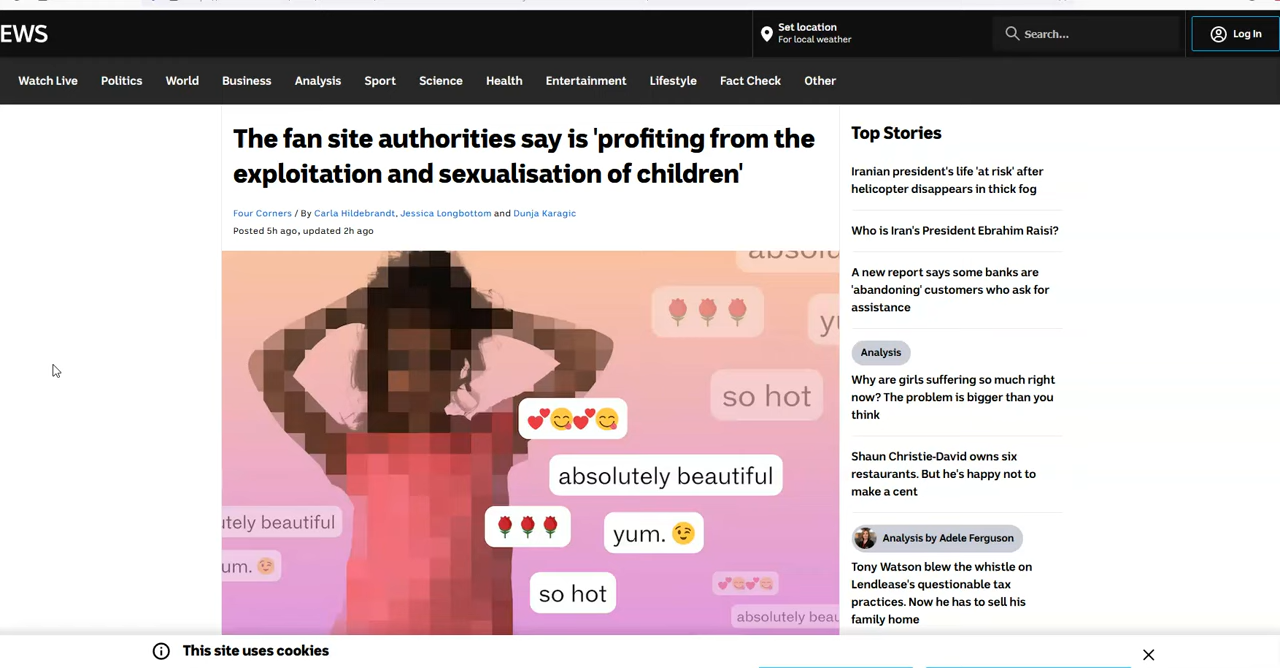 EWS
Set location
For local weather
Search...
Log In
Watch Live
Politics
World
Business
Analysis
Sport
Science
Health
Entertainment
Lifestyle
Fact Check
Other
The fan site authorities say is 'profiting from the
exploitation and sexualisation of children'
Four Corners / By Carla Hildebrandt, Jessica Longbottom and Dunja Karagic
Posted 5h ago, updated 2h ago
absolu
yu
so hot
absolutely beautiful
utely beautiful
yum. 😉
um. 😉
so hot
absolutely beau
Top Stories
Iranian president's life 'at risk' after
helicopter disappears in thick fog
Who is Iran's President Ebrahim Raisi?
A new report says some banks are
'abandoning' customers who ask for
assistance
Analysis
Why are girls suffering so much right
now? The problem is bigger than you
think
Shaun Christie-David owns six
restaurants. But he's happy not to
make a cent
Analysis by Adele Ferguson
Tony Watson blew the whistle on
Lendlease's questionable tax
practices. Now he has to sell his
family home
This site uses cookies